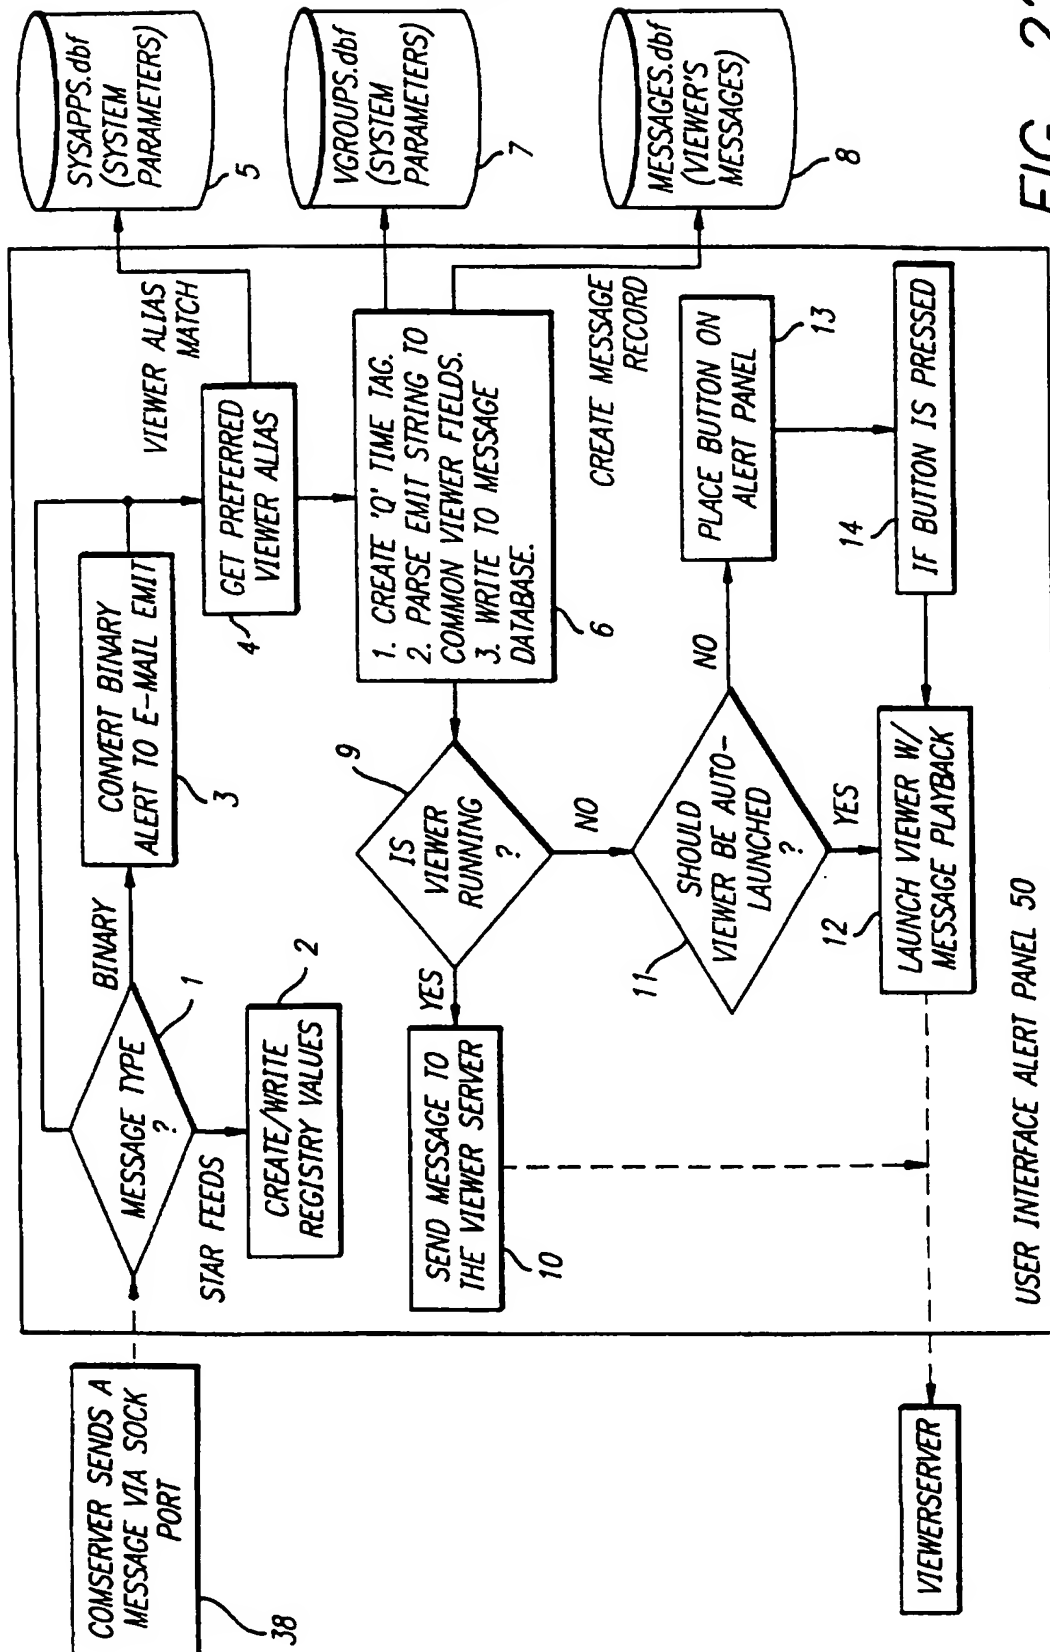 COMSERVER SENDS A
MESSAGE VIA SOCK
PORT
38
MESSAGE TYPE
?
1
BINARY
STAR FEEDS
CREATE/WRITE
REGISTRY VALUES
2
CONVERT BINARY
ALERT TO E-MAIL EMIT
3
GET PREFERRED
VIEWER ALIAS
4
VIEWER ALIAS
MATCH
SYSAPPS.dbf
(SYSTEM
PARAMETERS)
5
1. CREATE 'Q' TIME TAG.
2. PARSE EMIT STRING TO
COMMON VIEWER FIELDS.
3. WRITE TO MESSAGE
DATABASE.
6
VGROUPS.dbf
(SYSTEM
PARAMETERS)
7
CREATE MESSAGE
RECORD
MESSAGES.dbf
(VIEWER'S
MESSAGES)
8
IS
VIEWER
RUNNING
?
9
YES
NO
SEND MESSAGE TO
THE VIEWER SERVER
10
SHOULD
VIEWER BE AUTO-
LAUNCHED
?
11
NO
YES
PLACE BUTTON ON
ALERT PANEL
13
LAUNCH VIEWER W/
MESSAGE PLAYBACK
12
IF BUTTON IS PRESSED
14
VIEWERSERVER
USER INTERFACE ALERT PANEL 50
FIG.